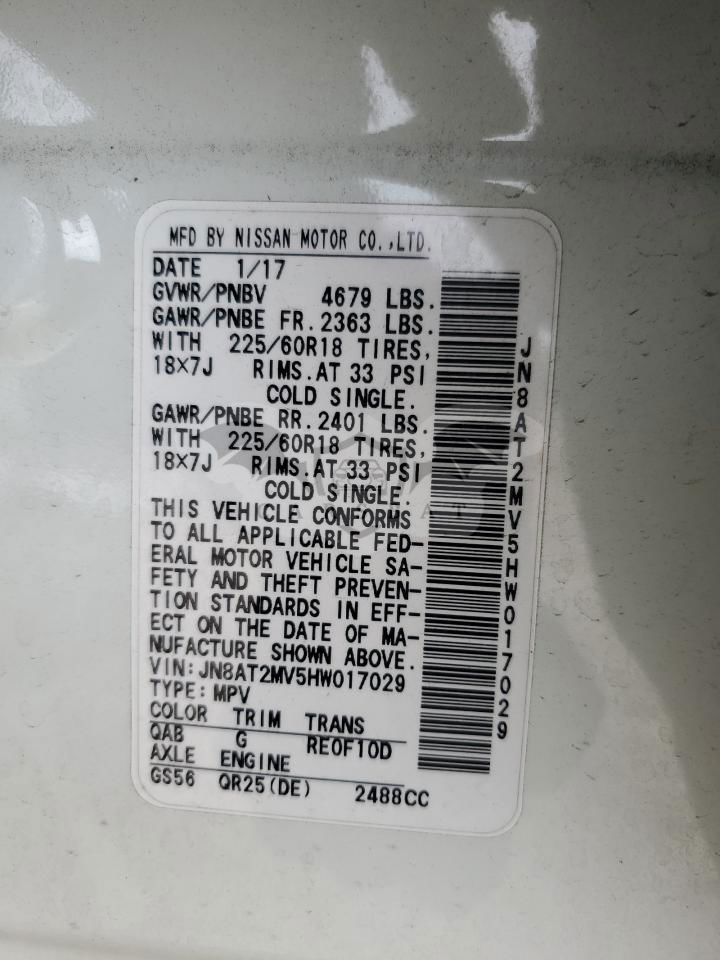 MFD BY NISSAN MOTOR CO.,LTD.
DATE 1/17
GVWR/PNBV 4679 LBS.
GAWR/PNBE FR. 2363 LBS.
WITH 225/60R18 TIRES,
18×7J RIMS.AT 33 PSI
COLD SINGLE.
GAWR/PNBE RR. 2401 LBS.
WITH 225/60R18 TIRES,
18×7J RIMS.AT 33 PSI
COLD SINGLE.
THIS VEHICLE CONFORMS
TO ALL APPLICABLE FED-
ERAL MOTOR VEHICLE SA-
FETY AND THEFT PREVEN-
TION STANDARDS IN EFF-
ECT ON THE DATE OF MA-
NUFACTURE SHOWN ABOVE.
VIN:JN8AT2MV5HW017029
TYPE:MPV
COLOR TRIM TRANS
QAB G RE0F10D
AXLE ENGINE
GS56 QR25(DE) 2488CC
JN8AT2MV5HW017029